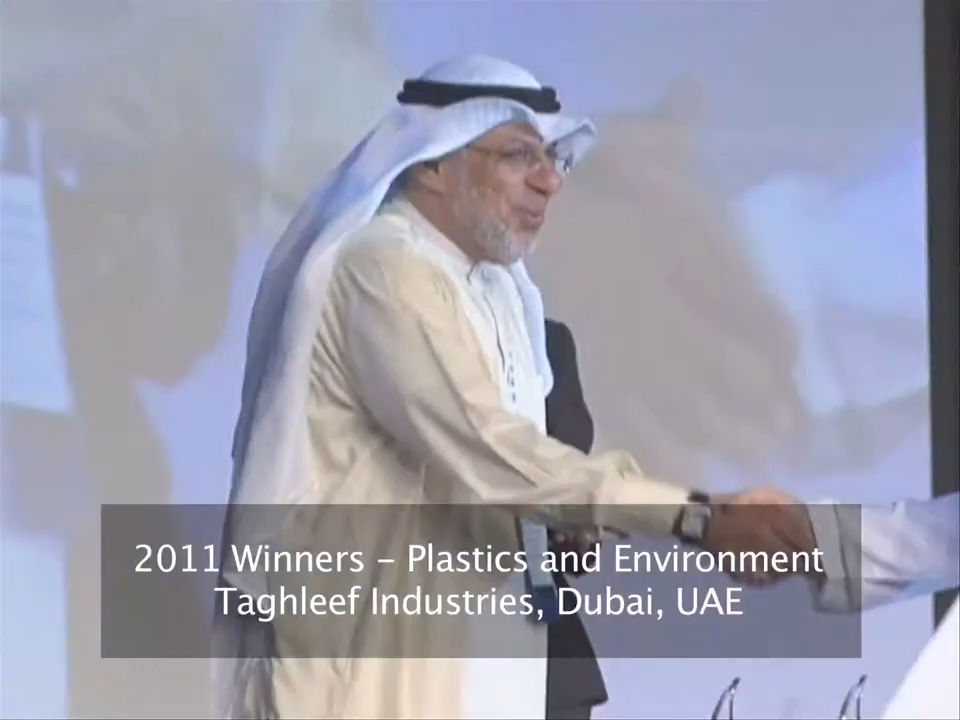 2011 Winners – Plastics and Environment
Taghleef Industries, Dubai, UAE